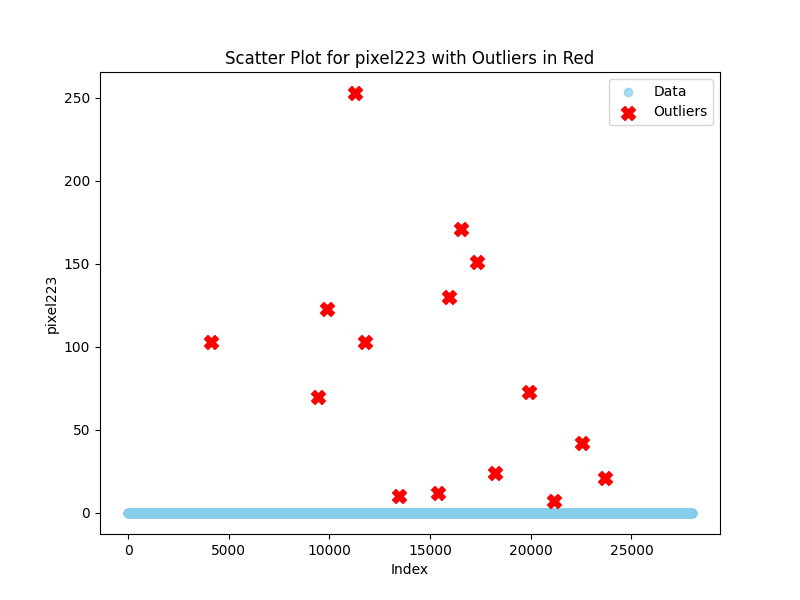 Scatter Plot for pixel223 with Outliers in Red
Data
Outliers
250
200
150
100
50
0
pixel223
0 5000 10000 15000 20000 25000
Index